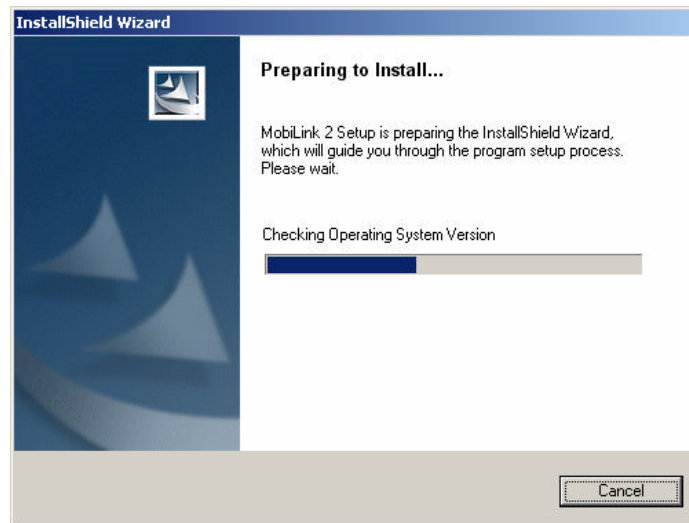 InstallShield Wizard
Preparing to Install...
MobiLink 2 Setup is preparing the InstallShield Wizard,
which will guide you through the program setup process.
Please wait.
Checking Operating System Version
Cancel